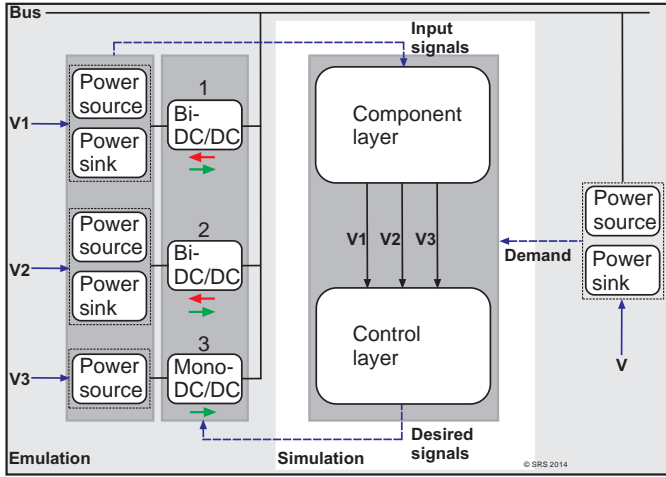 Bus
Input
signals
Power
source
Power
sink
V1
1
Bi-
DC/DC
Component
layer
V1
V2
V3
Power
source
Power
sink
V2
2
Bi-
DC/DC
Demand
Power
source
Power
sink
V
Power
source
V3
3
Mono-
DC/DC
Control
layer
Desired
signals
Emulation
Simulation
© SRS 2014